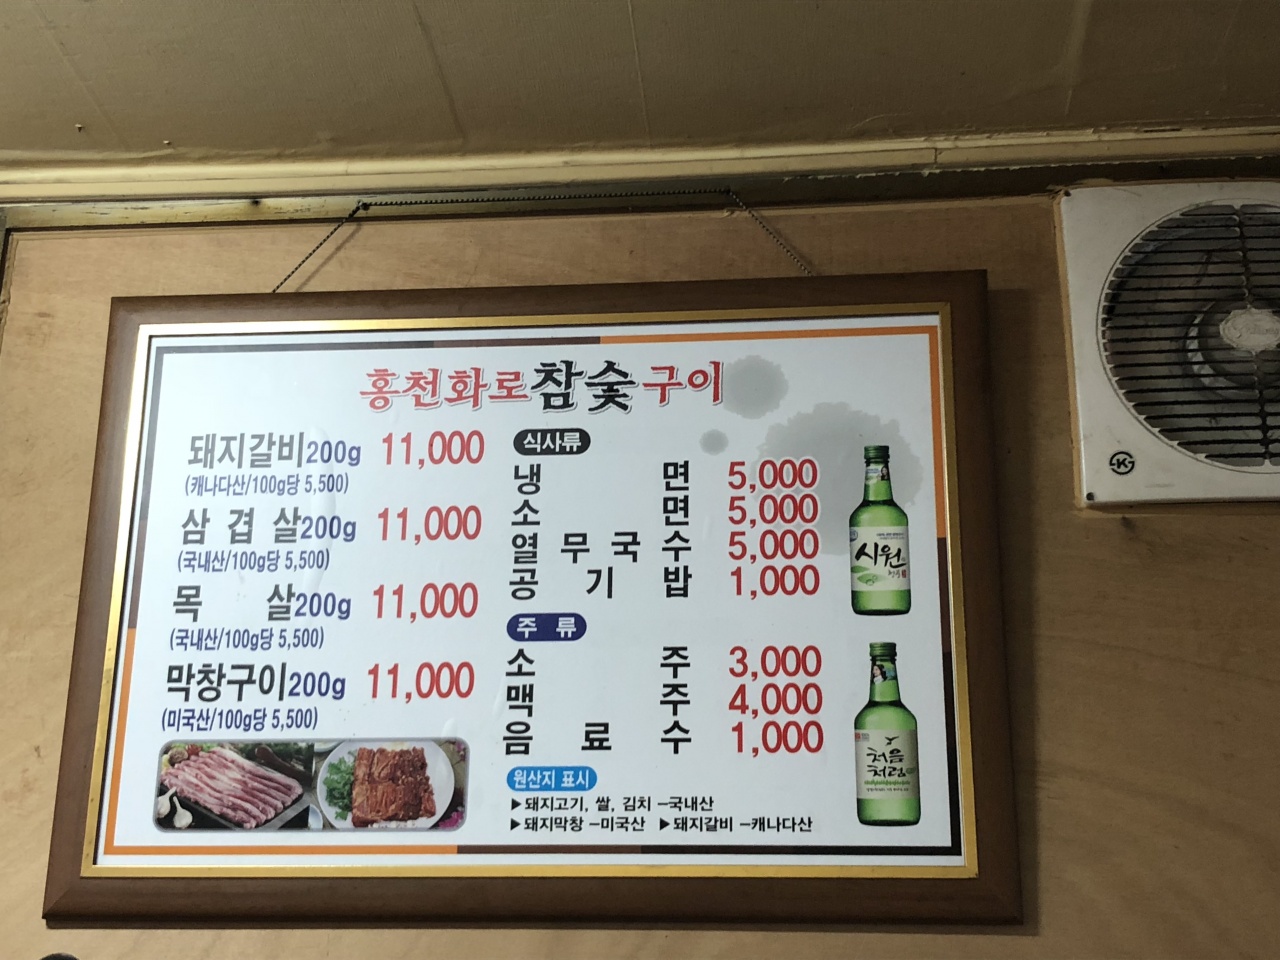 홍천화로참숯구이
돼지갈비200g 11,000
(캐나다산/100g당 5,500)
삼겹살200g 11,000
(국내산/100g당 5,500)
목살200g 11,000
(국내산/100g당 5,500)
막창구이200g 11,000
(미국산/100g당 5,500)
식사류
냉면 5,000
소면 5,000
열무국수 5,000
공기밥 1,000
주류
소주 3,000
맥주 4,000
음료수 1,000
원산지 표시
▶돼지고기, 쌀, 김치 –국내산
▶돼지막창 –미국산 ▶돼지갈비 –캐나다산
시원
처음
처럼